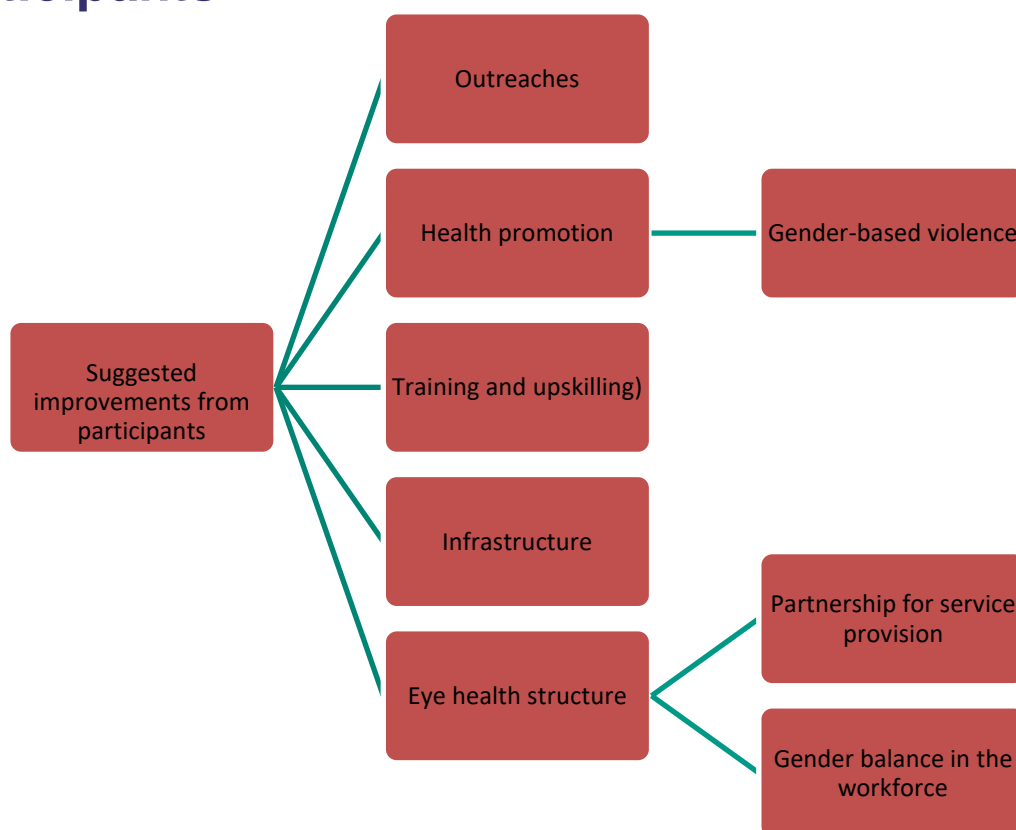 Outreaches
Health promotion
Gender-based violence
Suggested
improvements from
participants
Training and upskilling)
Infrastructure
Partnership for service
provision
Eye health structure
Gender balance in the
workforce